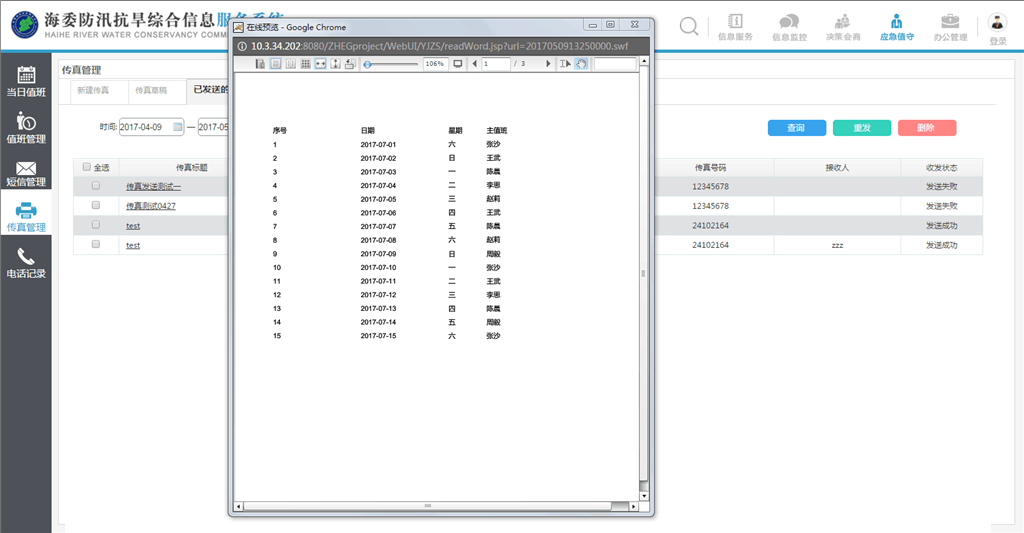 海委防汛抗旱综合信息服务系统
HAIHE RIVER WATER CONSERVANCY COMM
信息服务 信息监控 决策会商 应急值守 办公管理 登录
在线预览 - Google Chrome
10.3.34.202:8080/ZHEGproject/WebUI/YJZS/readWord.jsp?url=2017050913250000.swf
106% 1 / 3
当日值班
值班管理
短信管理
传真管理
电话记录
传真管理
新建传真 传真草稿 已发送的
时间: 2017-04-09 — 2017-05
查询 重发 删除
全选 传真标题 传真号码 接收人 收发状态
传真发送测试一 12345678 发送失败
传真测试0427 12345678 发送失败
test 24102164 发送成功
test 24102164 zzz 发送成功
序号 日期 星期 主值班
1 2017-07-01 六 张沙
2 2017-07-02 日 王武
3 2017-07-03 一 陈晨
4 2017-07-04 二 李思
5 2017-07-05 三 赵莉
6 2017-07-06 四 王武
7 2017-07-07 五 陈晨
8 2017-07-08 六 赵莉
9 2017-07-09 日 周毅
10 2017-07-10 一 张沙
11 2017-07-11 二 王武
12 2017-07-12 三 李思
13 2017-07-13 四 陈晨
14 2017-07-14 五 周毅
15 2017-07-15 六 张沙